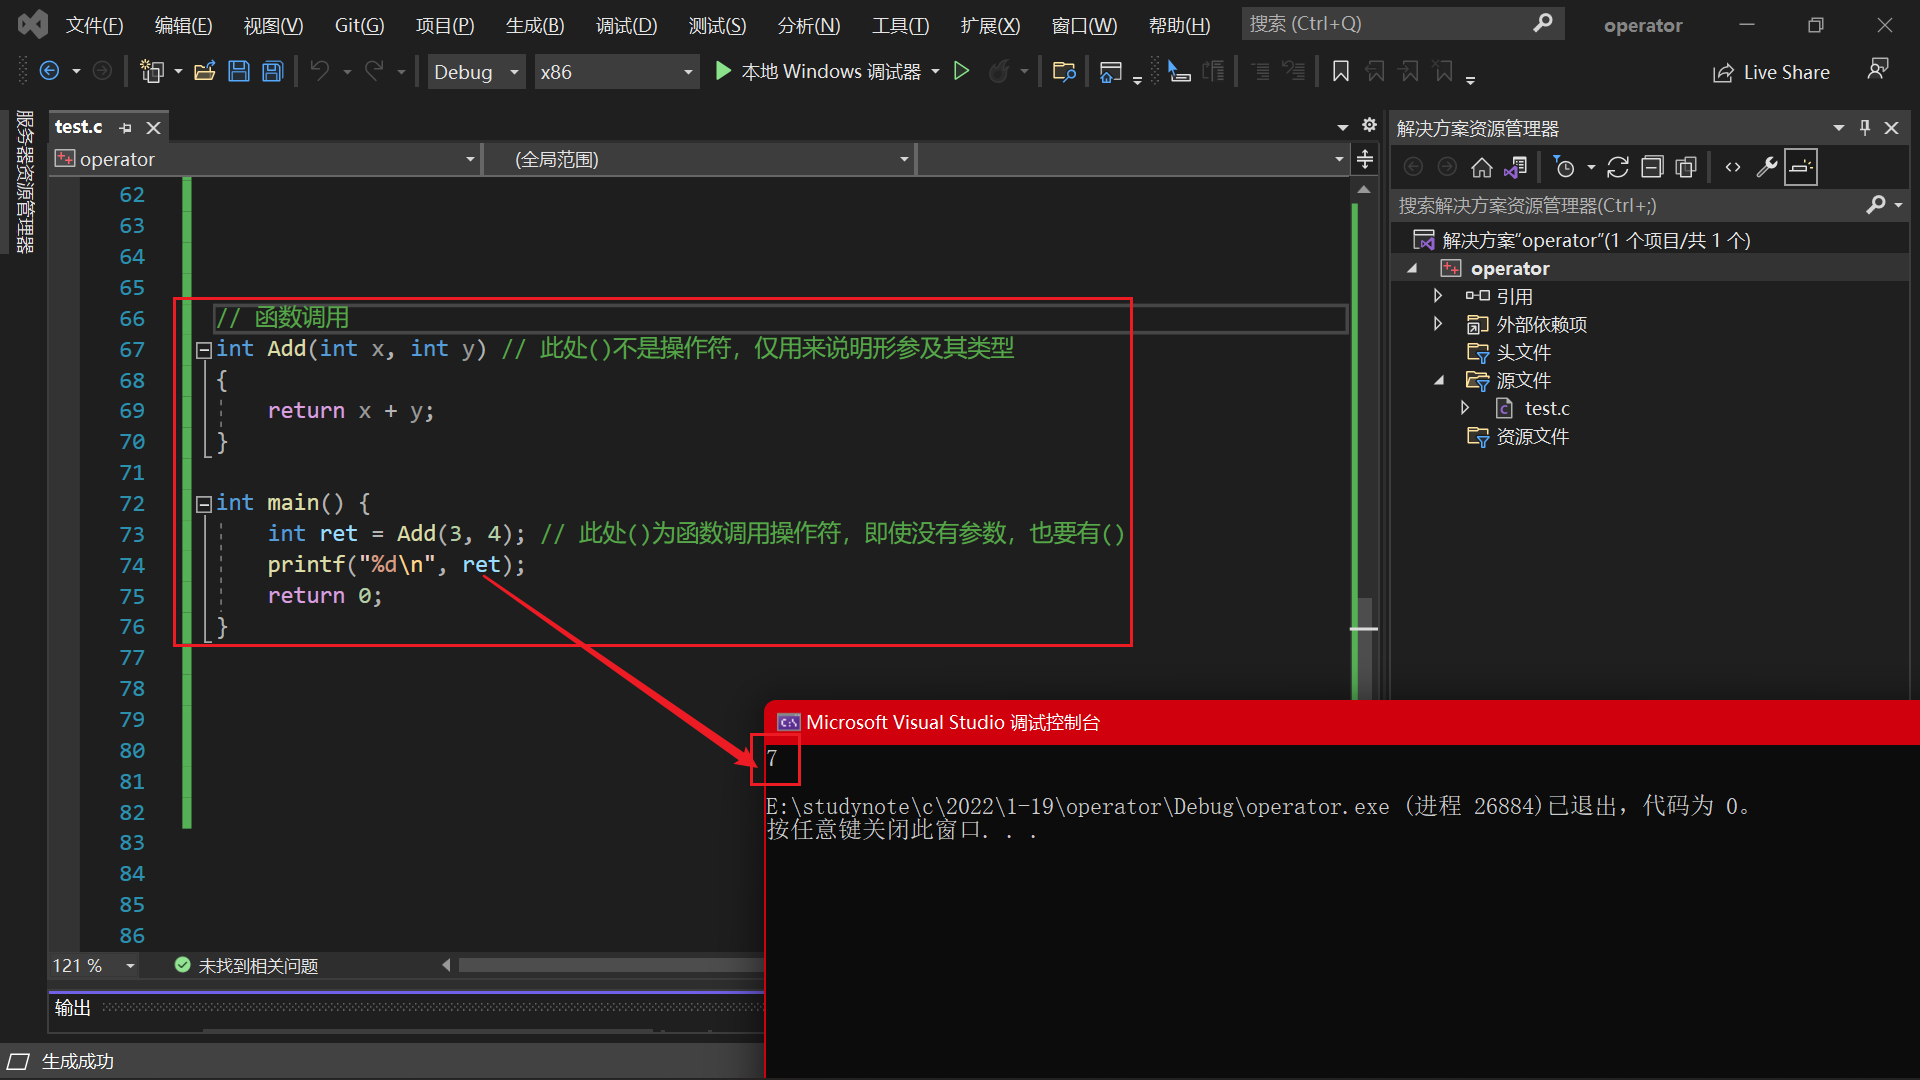 文件(F) 编辑(E) 视图(V) Git(G) 项目(P) 生成(B) 调试(D) 测试(S) 分析(N) 工具(T) 扩展(X) 窗口(W) 帮助(H) 搜索 (Ctrl+Q) operator
Debug x86 本地 Windows 调试器 Live Share
服务器资源管理器
test.c
operator (全局范围)
62
63
64
65
66 // 函数调用
67 int Add(int x, int y) // 此处()不是操作符，仅用来说明形参及其类型
68 {
69 return x + y;
70 }
71
72 int main() {
73 int ret = Add(3, 4); // 此处()为函数调用操作符，即使没有参数，也要有()
74 printf("%d\n", ret);
75 return 0;
76 }
77
78
79
80
81
82
83
84
85
86
121 % 未找到相关问题
输出
生成成功
解决方案资源管理器
搜索解决方案资源管理器(Ctrl+;)
解决方案“operator”(1 个项目/共 1 个)
operator
引用
外部依赖项
头文件
源文件
test.c
资源文件
Microsoft Visual Studio 调试控制台
7
E:\studynote\c\2022\1-19\operator\Debug\operator.exe (进程 26884)已退出，代码为 0。
按任意键关闭此窗口. . .